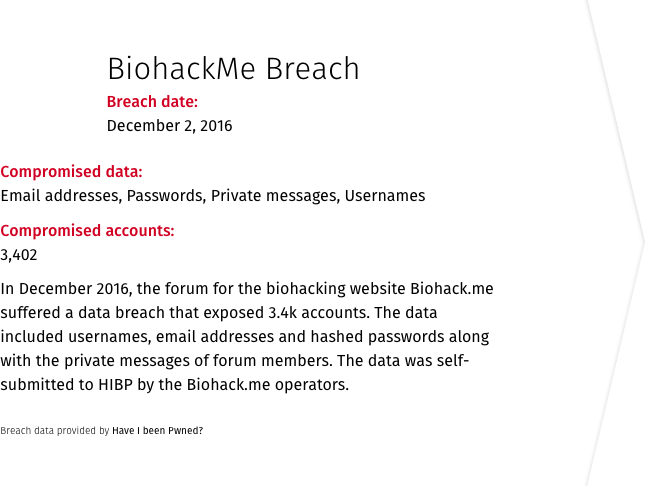 BiohackMe Breach
Breach date:
December 2, 2016
Compromised data:
Email addresses, Passwords, Private messages, Usernames
Compromised accounts:
3,402
In December 2016, the forum for the biohacking website Biohack.me
suffered a data breach that exposed 3.4k accounts. The data
included usernames, email addresses and hashed passwords along
with the private messages of forum members. The data was self-
submitted to HIBP by the Biohack.me operators.
Breach data provided by Have I been Pwned?